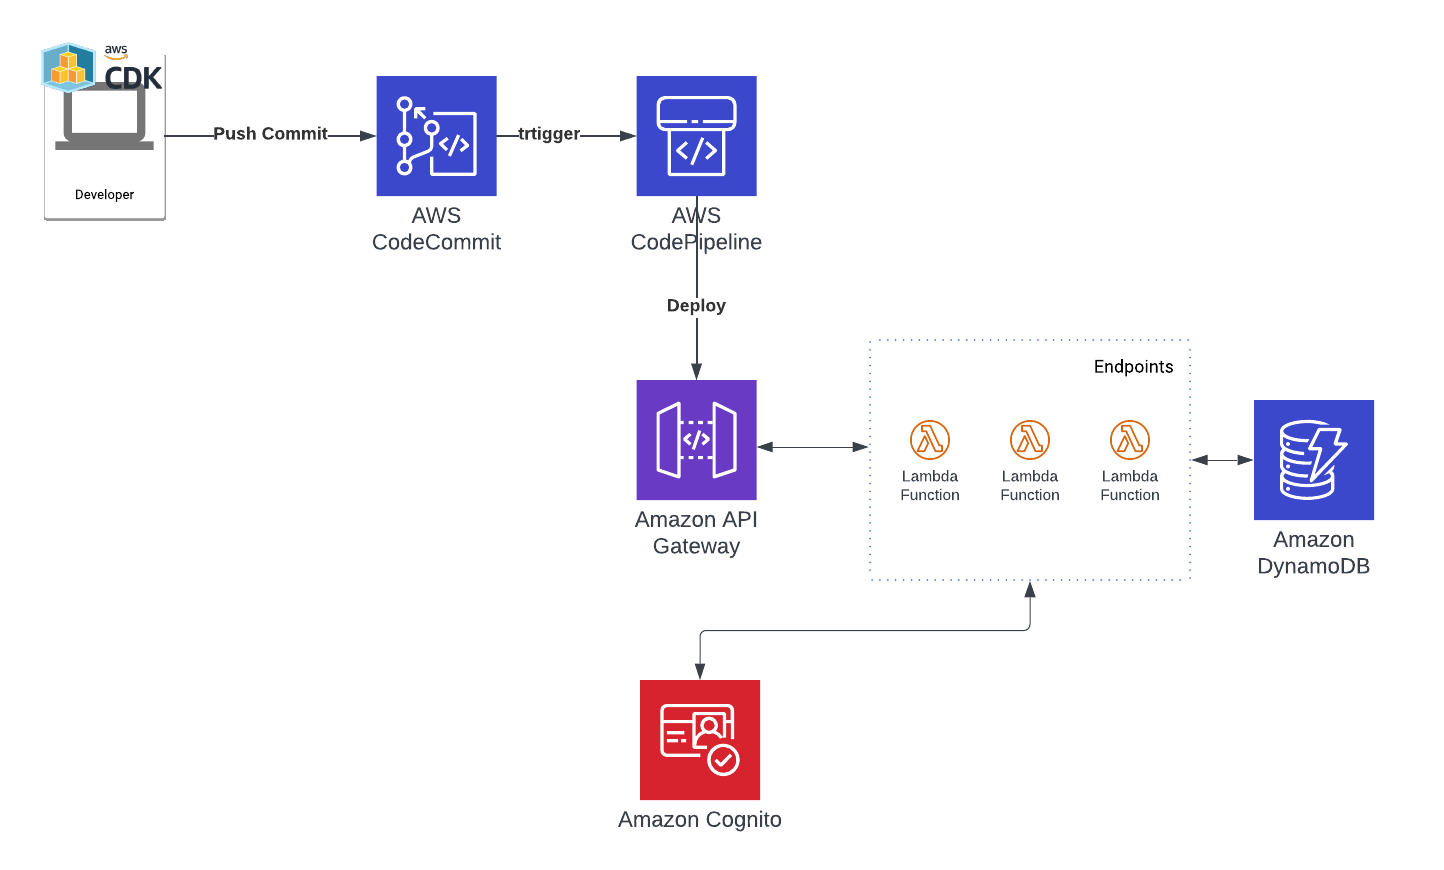 aws
CDK
Developer
Push Commit
trtigger
AWS
CodeCommit
AWS
CodePipeline
Deploy
Endpoints
Lambda
Function
Lambda
Function
Lambda
Function
Amazon API
Gateway
Amazon
DynamoDB
Amazon Cognito